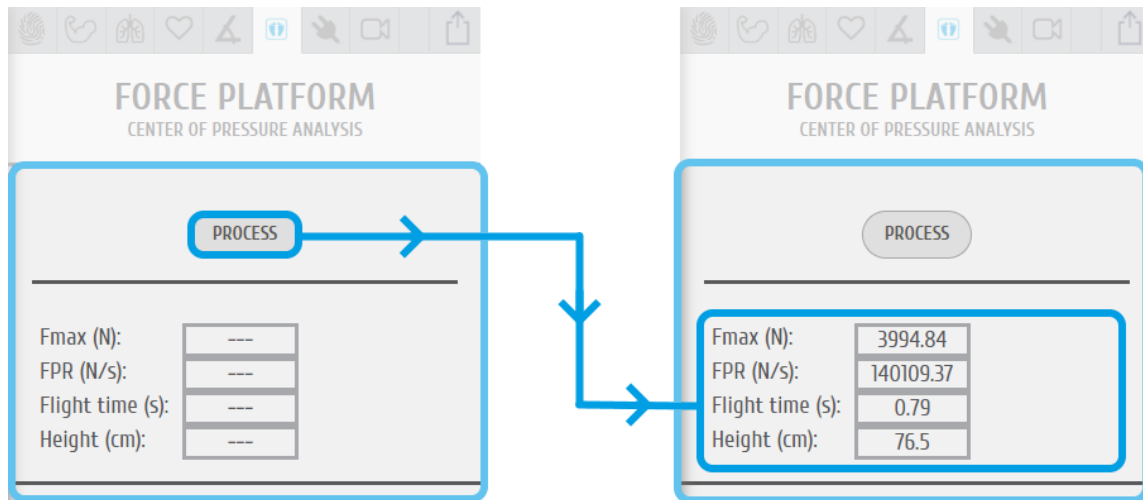 FORCE PLATFORM
CENTER OF PRESSURE ANALYSIS
PROCESS
Fmax (N): ---
FPR (N/s): ---
Flight time (s): ---
Height (cm): ---
FORCE PLATFORM
CENTER OF PRESSURE ANALYSIS
PROCESS
Fmax (N): 3994.84
FPR (N/s): 140109.37
Flight time (s): 0.79
Height (cm): 76.5